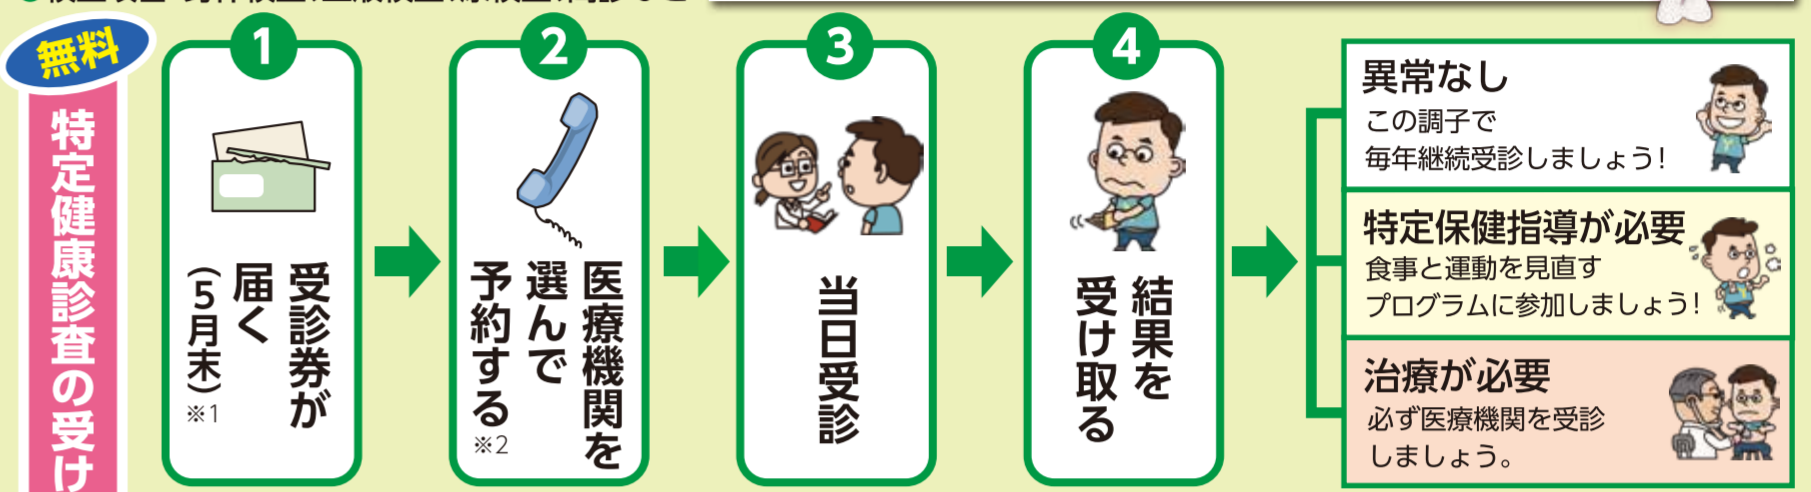 無料
特定健康診査の受け
1
受診券が
届く
（5月末）※1
2
医療機関を
選んで
予約する※2
3
当日受診
4
結果を
受け取る
異常なし
この調子で
毎年継続受診しましょう！
特定保健指導が必要
食事と運動を見直す
プログラムに参加しましょう！
治療が必要
必ず医療機関を受診
しましょう。